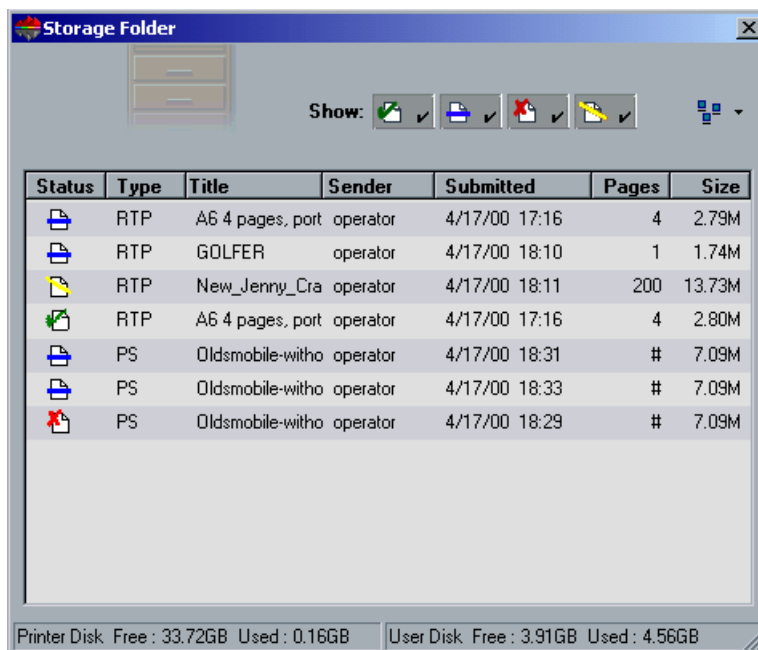 Storage Folder
Show:
Status Type Title Sender Submitted Pages Size
RTP A6 4 pages, port operator 4/17/00 17:16 4 2.79M
RTP GOLFER operator 4/17/00 18:10 1 1.74M
RTP New_Jenny_Cra operator 4/17/00 18:11 200 13.73M
RTP A6 4 pages, port operator 4/17/00 17:16 4 2.80M
PS Oldsmobile-witho operator 4/17/00 18:31 # 7.09M
PS Oldsmobile-witho operator 4/17/00 18:33 # 7.09M
PS Oldsmobile-witho operator 4/17/00 18:29 # 7.09M
Printer Disk Free : 33.72GB Used : 0.16GB User Disk Free : 3.91GB Used : 4.56GB